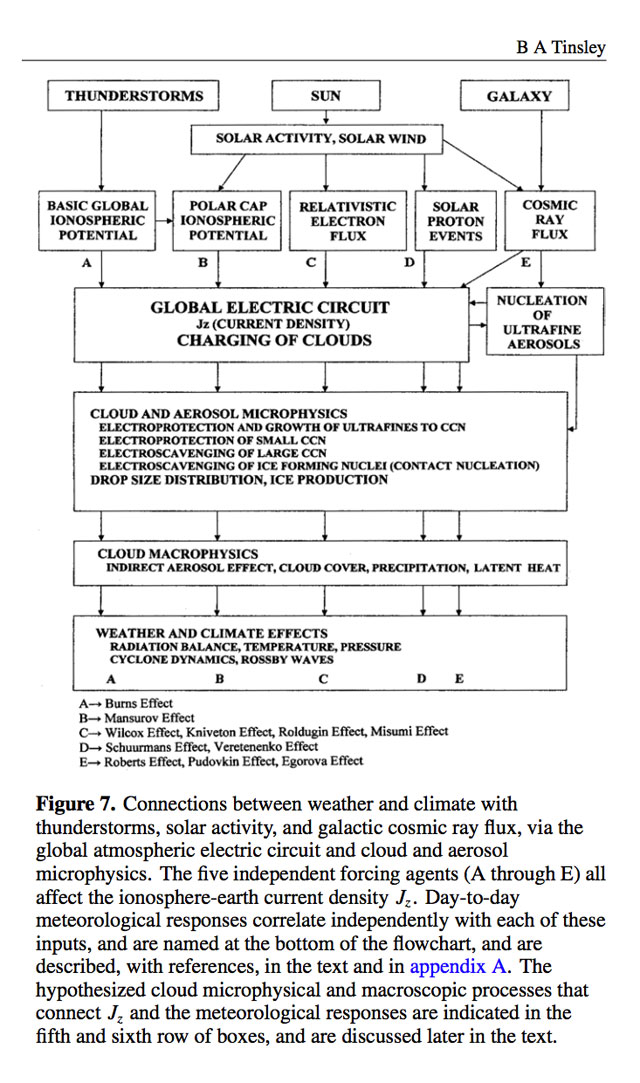 B A Tinsley
THUNDERSTORMS
SUN
GALAXY
SOLAR ACTIVITY, SOLAR WIND
BASIC GLOBAL
IONOSPHERIC
POTENTIAL
POLAR CAP
IONOSPHERIC
POTENTIAL
RELATIVISTIC
ELECTRON
FLUX
SOLAR
PROTON
EVENTS
COSMIC
RAY
FLUX
A
B
C
D
E
GLOBAL ELECTRIC CIRCUIT
Jz (CURRENT DENSITY)
CHARGING OF CLOUDS
NUCLEATION
OF
ULTRAFINE
AEROSOLS
CLOUD AND AEROSOL MICROPHYSICS
ELECTROPROTECTION AND GROWTH OF ULTRAFINES TO CCN
ELECTROPROTECTION OF SMALL CCN
ELECTROSCAVENGING OF LARGE CCN
ELECTROSCAVENGING OF ICE FORMING NUCLEI (CONTACT NUCLEATION)
DROP SIZE DISTRIBUTION, ICE PRODUCTION
CLOUD MACROPHYSICS
INDIRECT AEROSOL EFFECT, CLOUD COVER, PRECIPITATION, LATENT HEAT
WEATHER AND CLIMATE EFFECTS
RADIATION BALANCE, TEMPERATURE, PRESSURE
CYCLONE DYNAMICS, ROSSBY WAVES
A B C D E
A→ Burns Effect
B→ Mansurov Effect
C→ Wilcox Effect, Kniveton Effect, Roldugin Effect, Misumi Effect
D→ Schuurmans Effect, Veretenenko Effect
E→ Roberts Effect, Pudovkin Effect, Egorova Effect
Figure 7. Connections between weather and climate with
thunderstorms, solar activity, and galactic cosmic ray flux, via the
global atmospheric electric circuit and cloud and aerosol
microphysics. The five independent forcing agents (A through E) all
affect the ionosphere-earth current density Jz. Day-to-day
meteorological responses correlate independently with each of these
inputs, and are named at the bottom of the flowchart, and are
described, with references, in the text and in appendix A. The
hypothesized cloud microphysical and macroscopic processes that
connect Jz and the meteorological responses are indicated in the
fifth and sixth row of boxes, and are discussed later in the text.